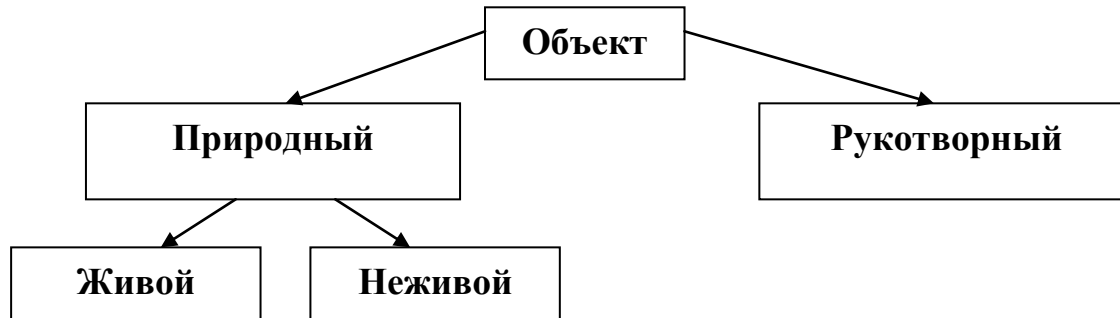 Объект
Природный
Рукотворный
Живой
Неживой